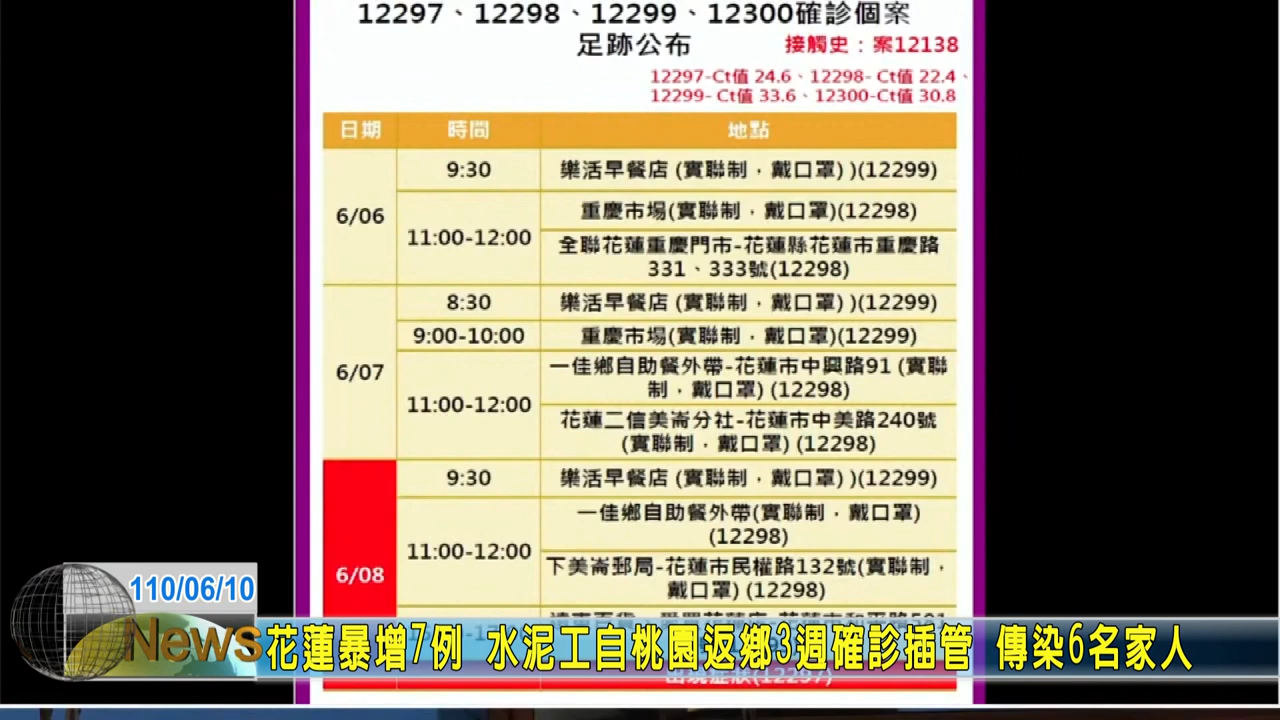 12297、12298、12299、12300確診個案
足跡公布
接觸史：案12138
12297-Ct值 24.6、12298- Ct值 22.4、
12299- Ct值 33.6、12300-Ct值 30.8
日期 時間 地點
6/06
9:30
樂活早餐店 (實聯制，戴口罩) )(12299)
11:00-12:00
重慶市場(實聯制，戴口罩)(12298)
全聯花蓮重慶門市-花蓮縣花蓮市重慶路
331、333號(12298)
6/07
8:30
樂活早餐店 (實聯制，戴口罩) )(12299)
9:00-10:00
重慶市場(實聯制，戴口罩)(12299)
11:00-12:00
一佳鄉自助餐外帶-花蓮市中興路91 (實聯
制，戴口罩) (12298)
花蓮二信美崙分社-花蓮市中美路240號
(實聯制，戴口罩) (12298)
6/08
9:30
樂活早餐店 (實聯制，戴口罩) )(12299)
11:00-12:00
一佳鄉自助餐外帶(實聯制，戴口罩)
(12298)
下美崙郵局-花蓮市民權路132號(實聯制，
戴口罩) (12298)
出現症狀(12297)
110/06/10
News
花蓮暴增7例 水泥工自桃園返鄉3週確診插管 傳染6名家人